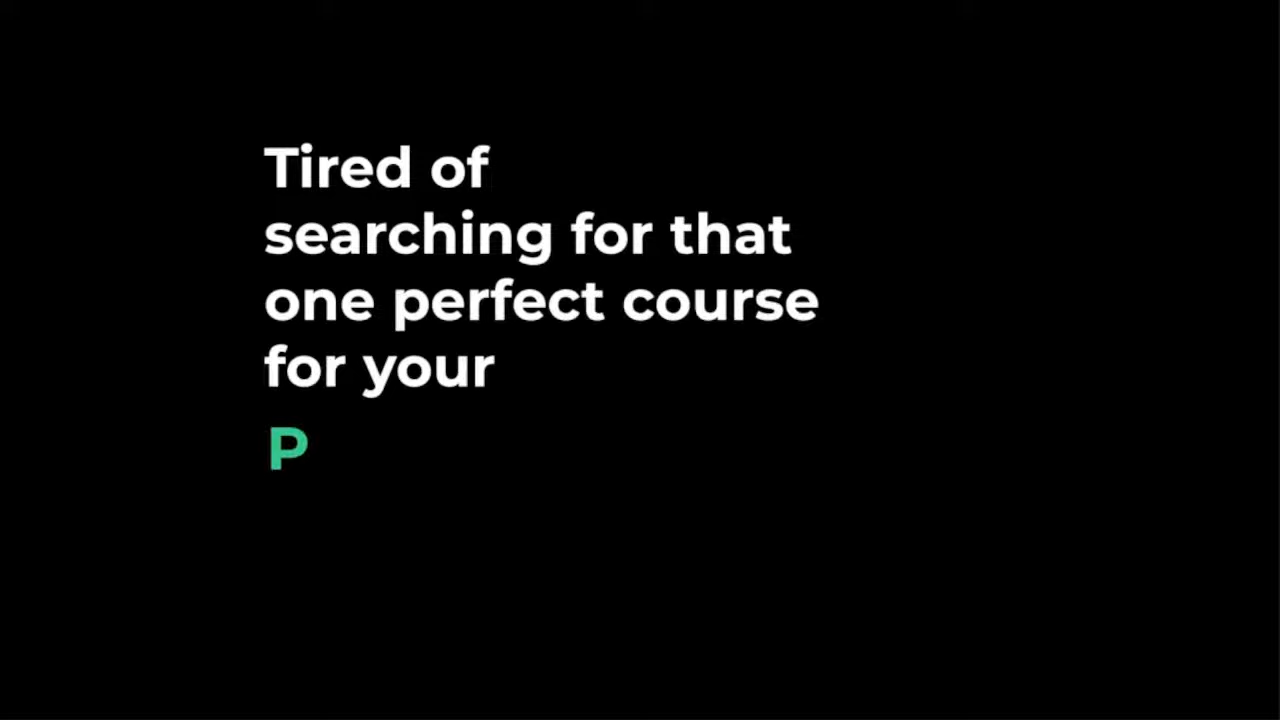 Tired of
searching for that
one perfect course
for your
P